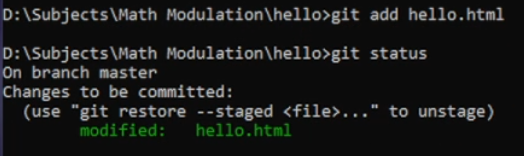 D:\Subjects\Math Modulation\hello>git add hello.html
D:\Subjects\Math Modulation\hello>git status
On branch master
Changes to be committed:
(use "git restore --staged <file>..." to unstage)
modified: hello.html